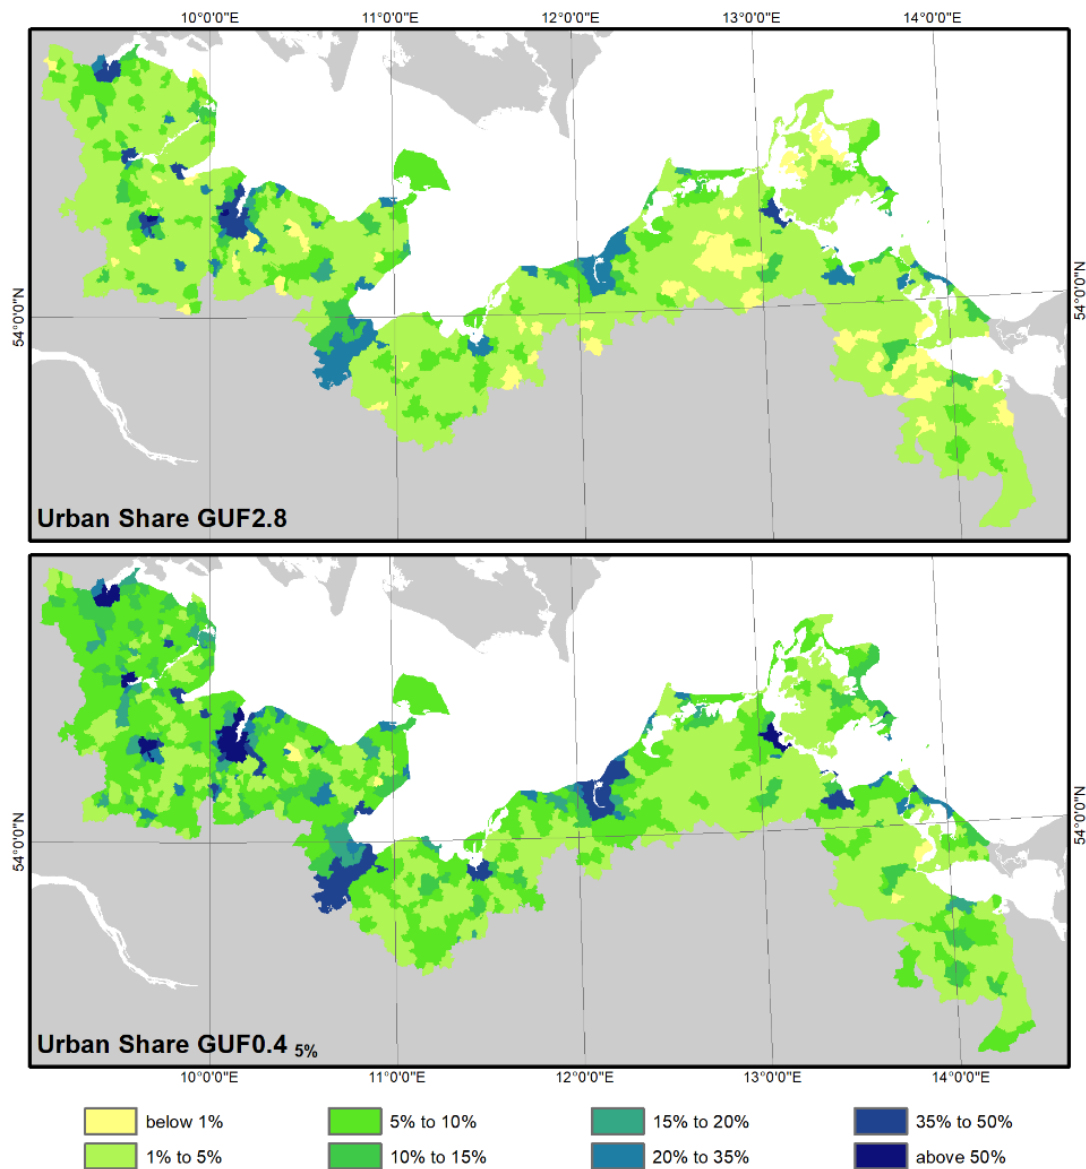 10°0'0"E 11°0'0"E 12°0'0"E 13°0'0"E 14°0'0"E
54°0'0"N 54°0'0"N
Urban Share GUF2.8
54°0'0"N 54°0'0"N
Urban Share GUF0.4 5%
10°0'0"E 11°0'0"E 12°0'0"E 13°0'0"E 14°0'0"E
below 1% 5% to 10% 15% to 20% 35% to 50%
1% to 5% 10% to 15% 20% to 35% above 50%